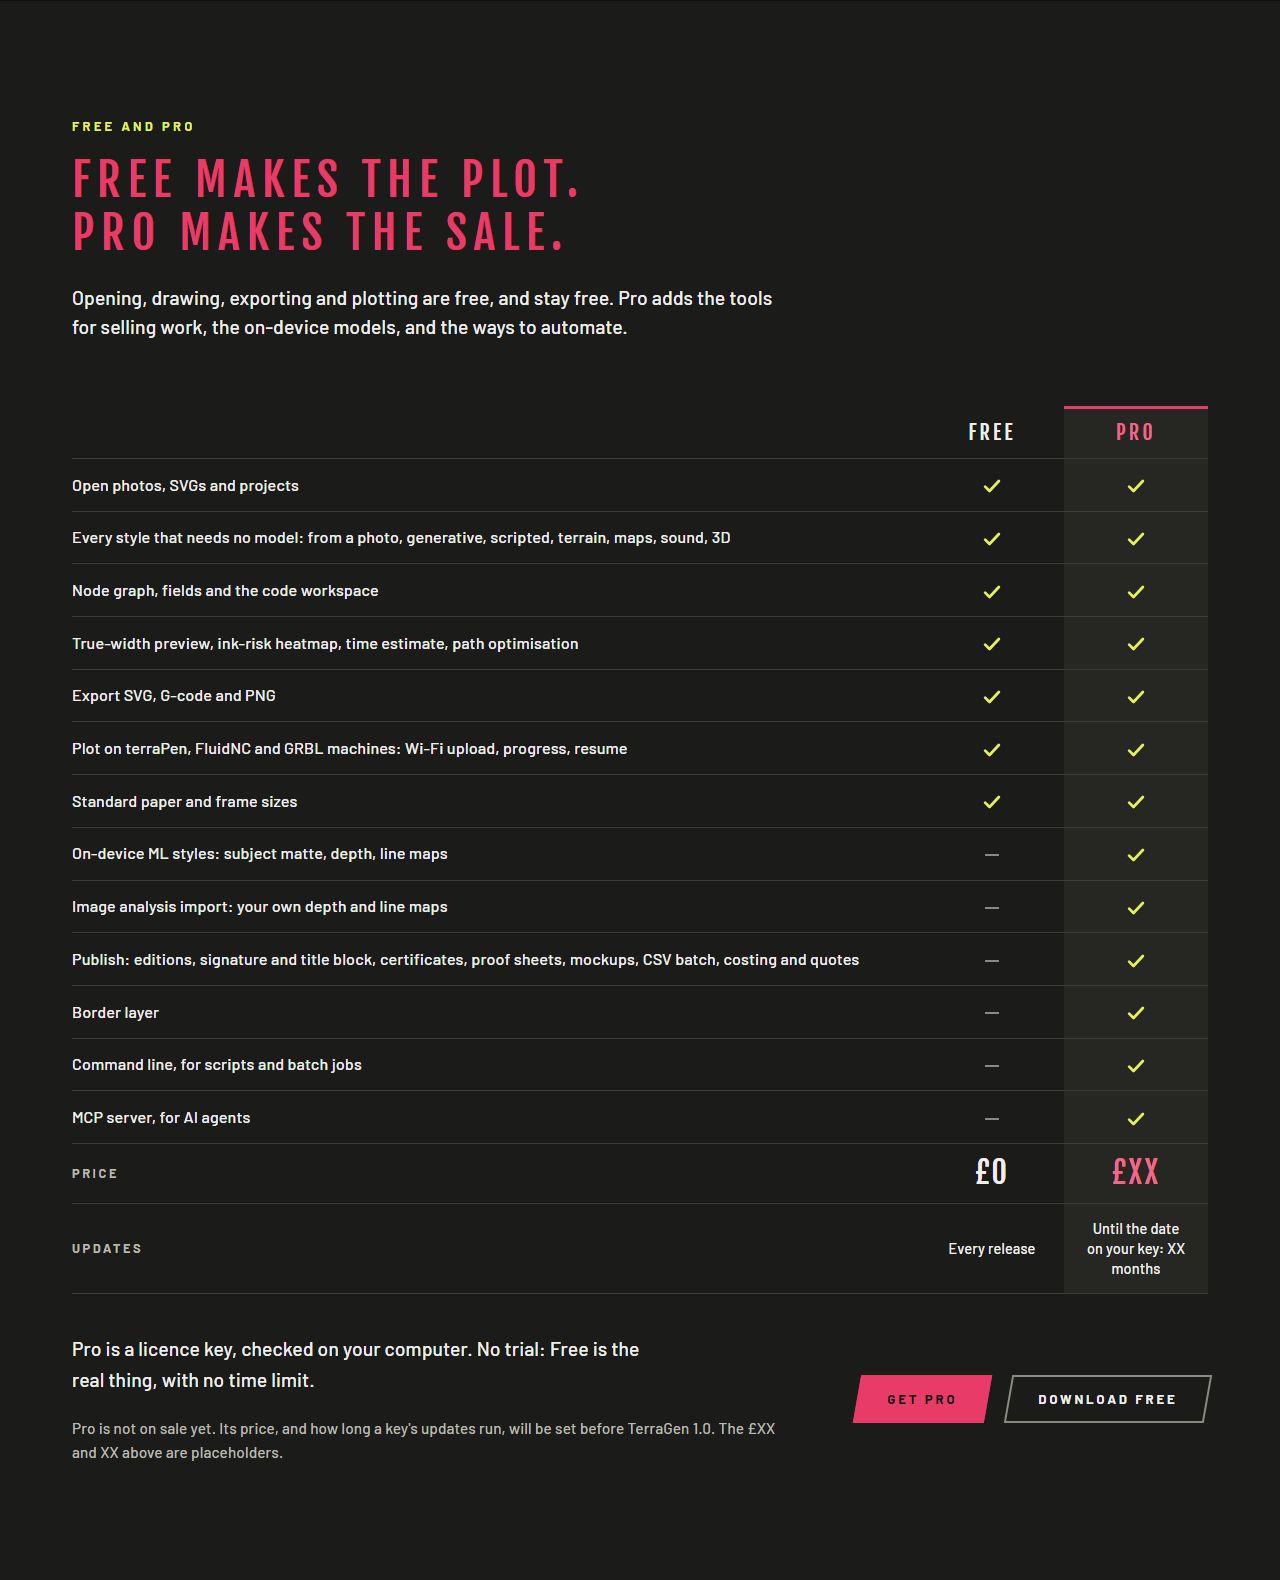 FREE AND PRO
FREE MAKES THE PLOT.
PRO MAKES THE SALE.
Opening, drawing, exporting and plotting are free, and stay free. Pro adds the tools
for selling work, the on-device models, and the ways to automate.
FREE PRO
Open photos, SVGs and projects
Every style that needs no model: from a photo, generative, scripted, terrain, maps, sound, 3D
Node graph, fields and the code workspace
True-width preview, ink-risk heatmap, time estimate, path optimisation
Export SVG, G-code and PNG
Plot on terraPen, FluidNC and GRBL machines: Wi-Fi upload, progress, resume
Standard paper and frame sizes
On-device ML styles: subject matte, depth, line maps
Image analysis import: your own depth and line maps
Publish: editions, signature and title block, certificates, proof sheets, mockups, CSV batch, costing and quotes
Border layer
Command line, for scripts and batch jobs
MCP server, for AI agents
PRICE £0 £XX
UPDATES
Every release
Until the date
on your key: XX
months
Pro is a licence key, checked on your computer. No trial: Free is the
real thing, with no time limit.
Pro is not on sale yet. Its price, and how long a key's updates run, will be set before TerraGen 1.0. The £XX
and XX above are placeholders.
GET PRO
DOWNLOAD FREE